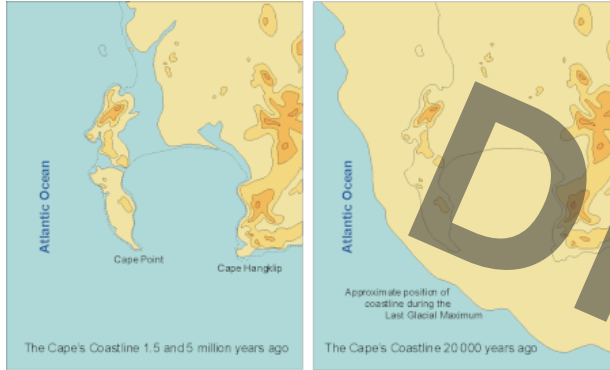 Atlantic Ocean
Cape Point
Cape Hangklip
The Cape's Coastline 1.5 and 5 million years ago
Atlantic Ocean
Approximate position of
coastline during the
Last Glacial Maximum
The Cape's Coastline 20 000 years ago